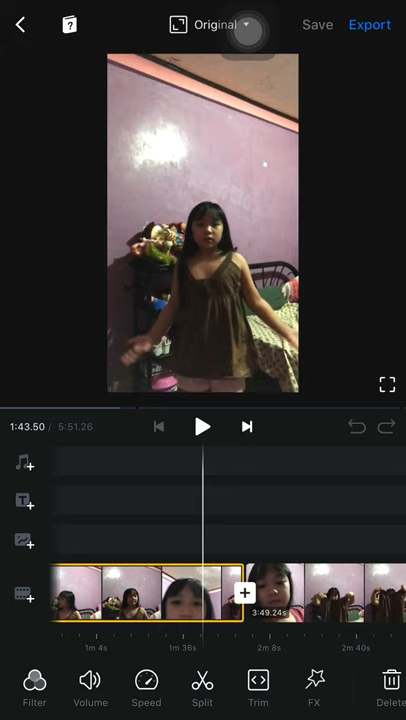 Original
Save
Export
1:43.50 / 5:51.26
3:49.24s
1m 4s
1m 36s
2m 8s
2m 40s
Filter
Volume
Speed
Split
Trim
FX
Delete